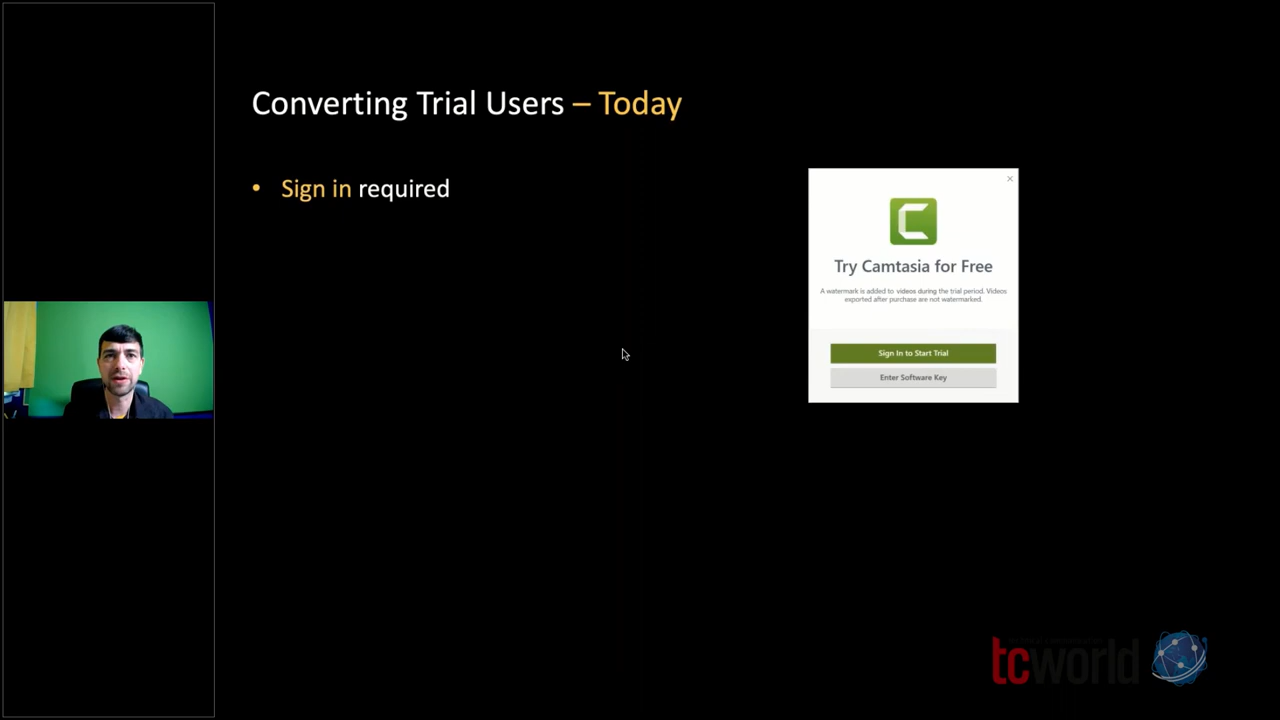 Converting Trial Users – Today
• Sign in required
Try Camtasia for Free
A watermark is added to videos during the trial period. Videos
exported after purchase are not watermarked.
Sign In to Start Trial
Enter Software Key
tcworld